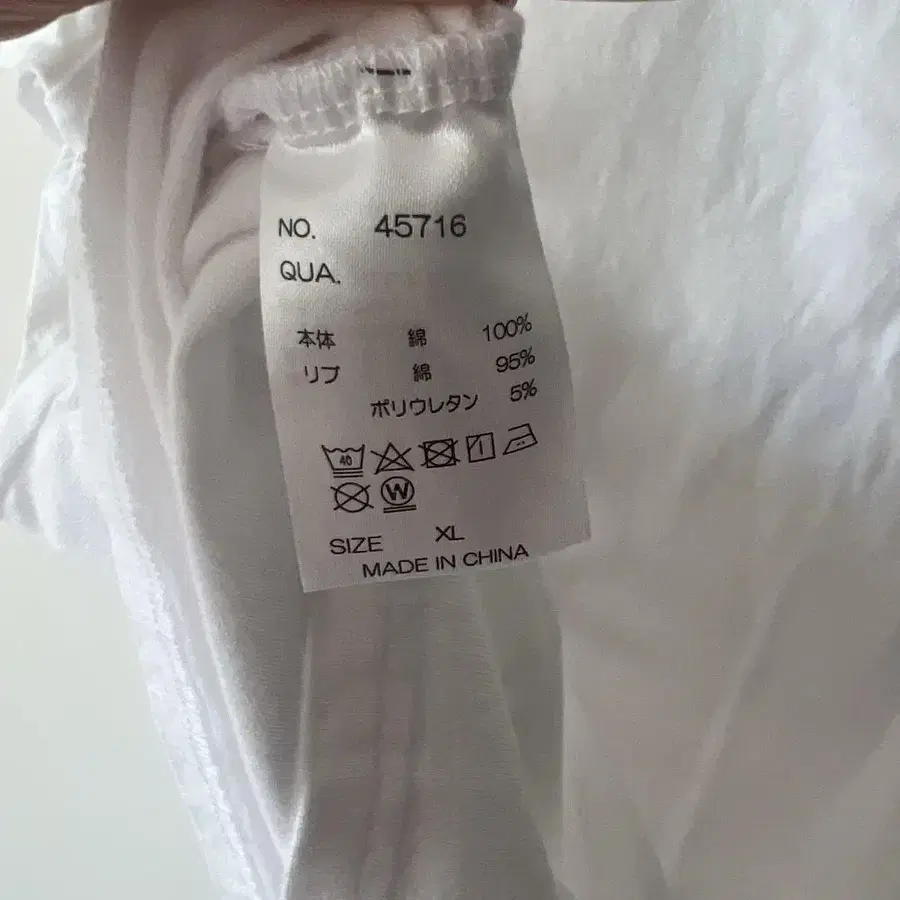 NO. 45716
QUA.
本体 綿 100%
リブ 綿 95%
ポリウレタン 5%
40
W
SIZE XL
MADE IN CHINA